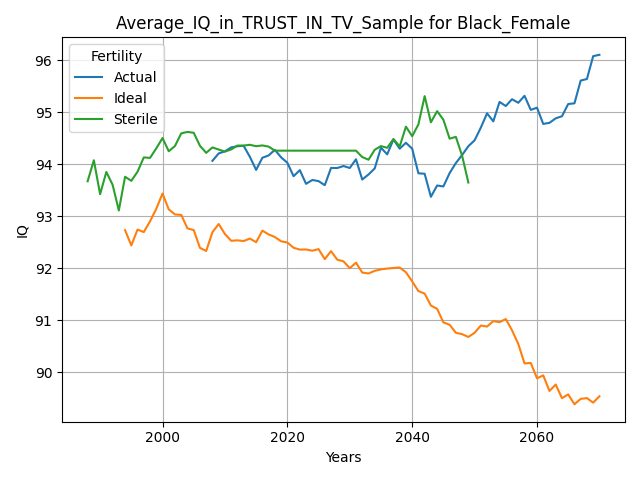 Average_IQ_in_TRUST_IN_TV_Sample for Black_Female
Fertility
Actual
Ideal
Sterile
96
95
94
93
92
91
90
IQ
2000
2020
2040
2060
Years